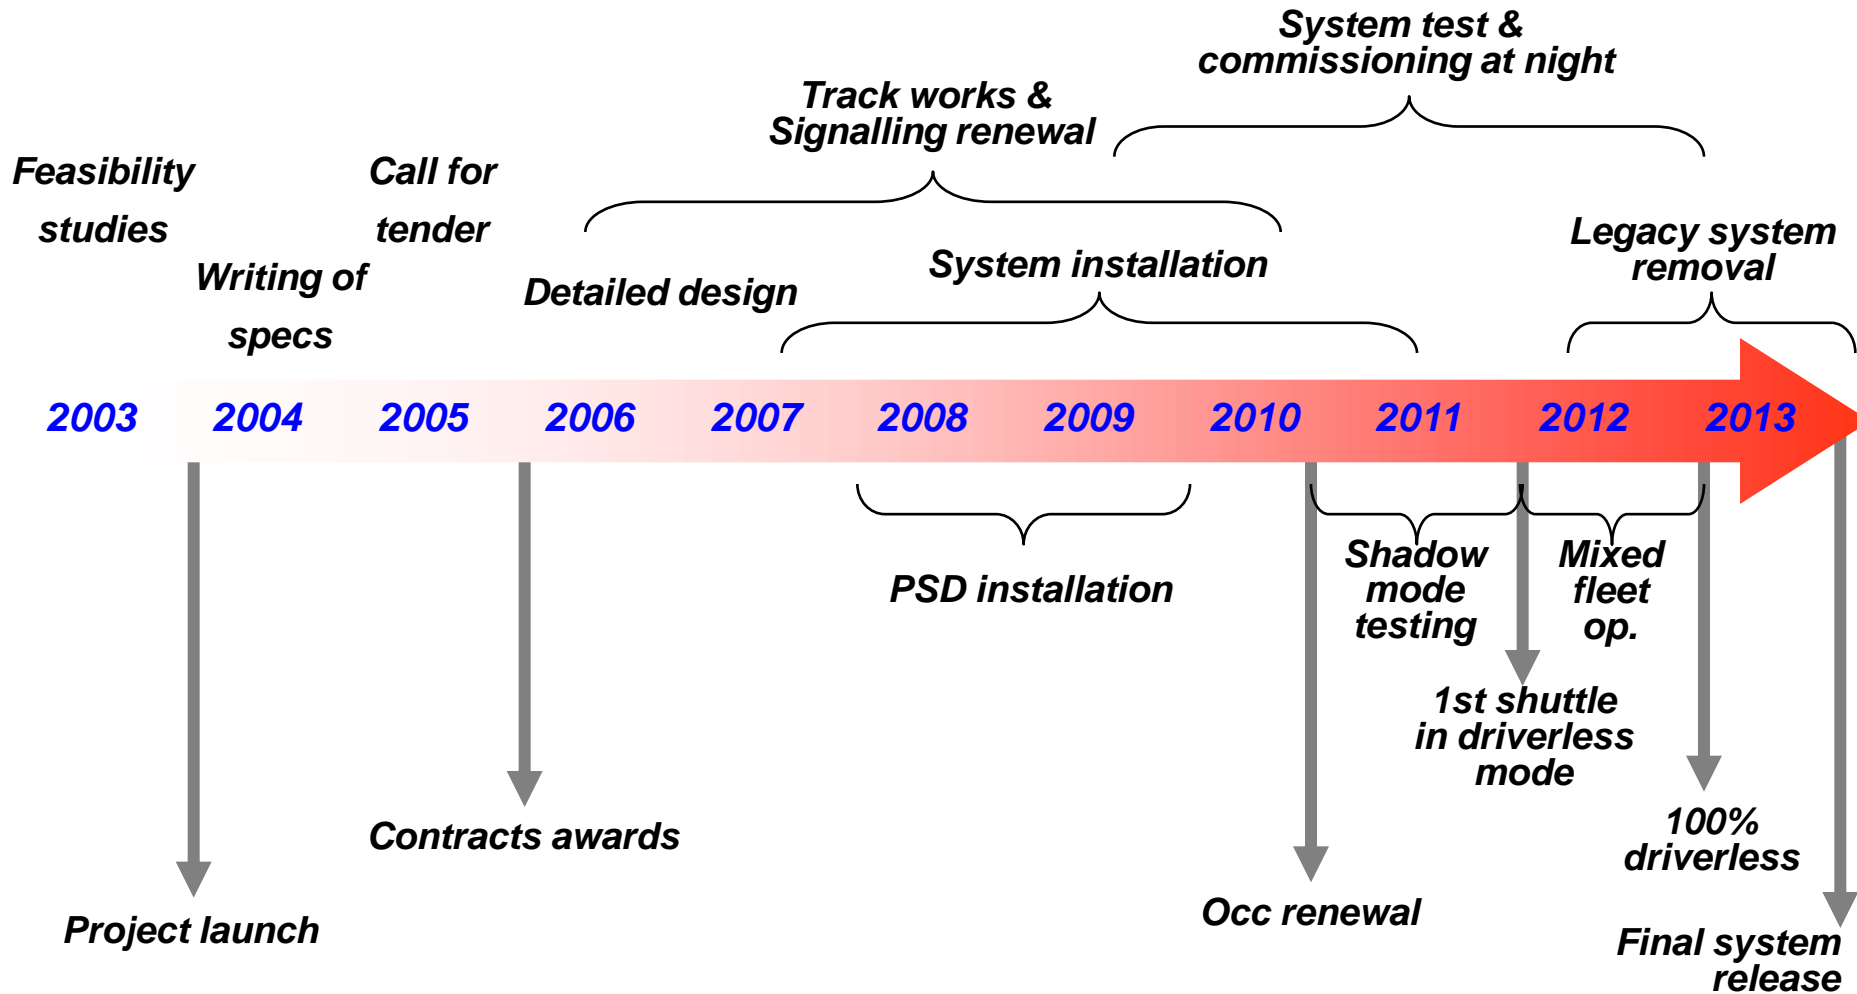 System test &
commissioning at night
Track works &
Signalling renewal
Feasibility
studies
Call for
tender
Writing of
specs
Detailed design
System installation
Legacy system
removal
2003 2004 2005 2006 2007 2008 2009 2010 2011 2012 2013
PSD installation
Shadow
mode
testing
Mixed
fleet
op.
1st shuttle
in driverless
mode
Contracts awards
100%
driverless
Project launch
Occ renewal
Final system
release